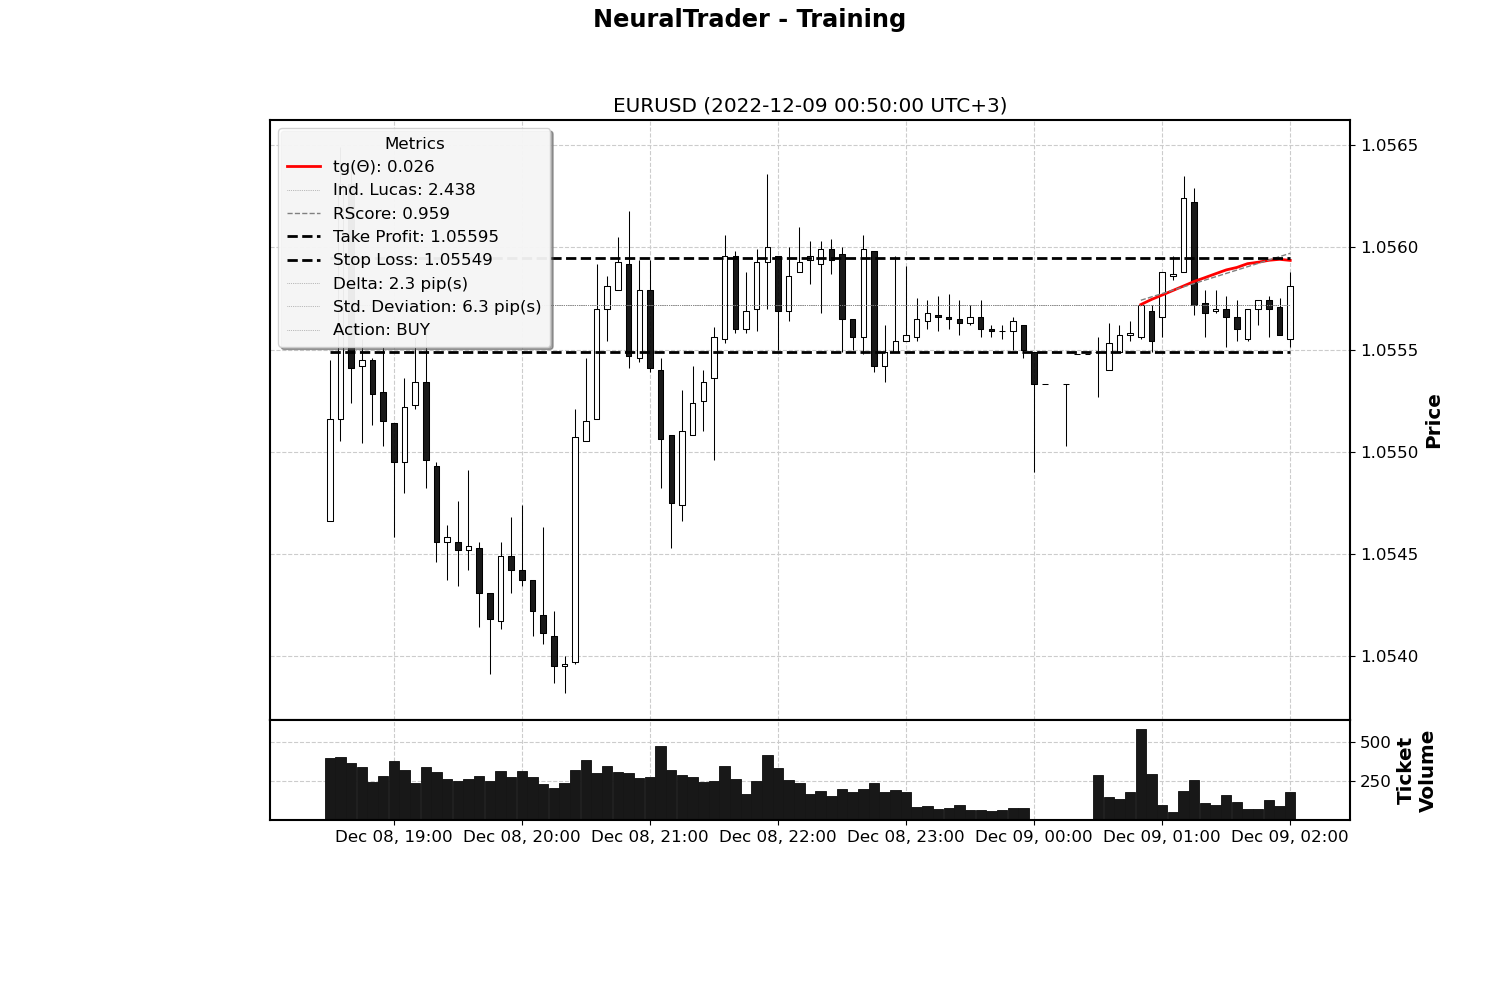 NeuralTrader - Training
EURUSD (2022-12-09 00:50:00 UTC+3)
Metrics
tg(Θ): 0.026
Ind. Lucas: 2.438
RScore: 0.959
Take Profit: 1.05595
Stop Loss: 1.05549
Delta: 2.3 pip(s)
Std. Deviation: 6.3 pip(s)
Action: BUY
1.0565
1.0560
1.0555
1.0550
1.0545
1.0540
Price
500
250
Ticket
Volume
Dec 08, 19:00
Dec 08, 20:00
Dec 08, 21:00
Dec 08, 22:00
Dec 08, 23:00
Dec 09, 00:00
Dec 09, 01:00
Dec 09, 02:00